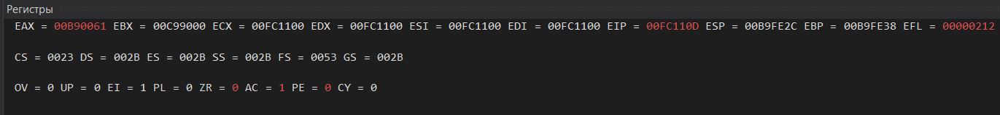 Регистры
EAX = 00B90061 EBX = 00C99000 ECX = 00FC1100 EDX = 00FC1100 ESI = 00FC1100 EDI = 00FC1100 EIP = 00FC110D ESP = 00B9FE2C EBP = 00B9FE38 EFL = 00000212
CS = 0023 DS = 002B ES = 002B SS = 002B FS = 0053 GS = 002B
OV = 0 UP = 0 EI = 1 PL = 0 ZR = 0 AC = 1 PE = 0 CY = 0